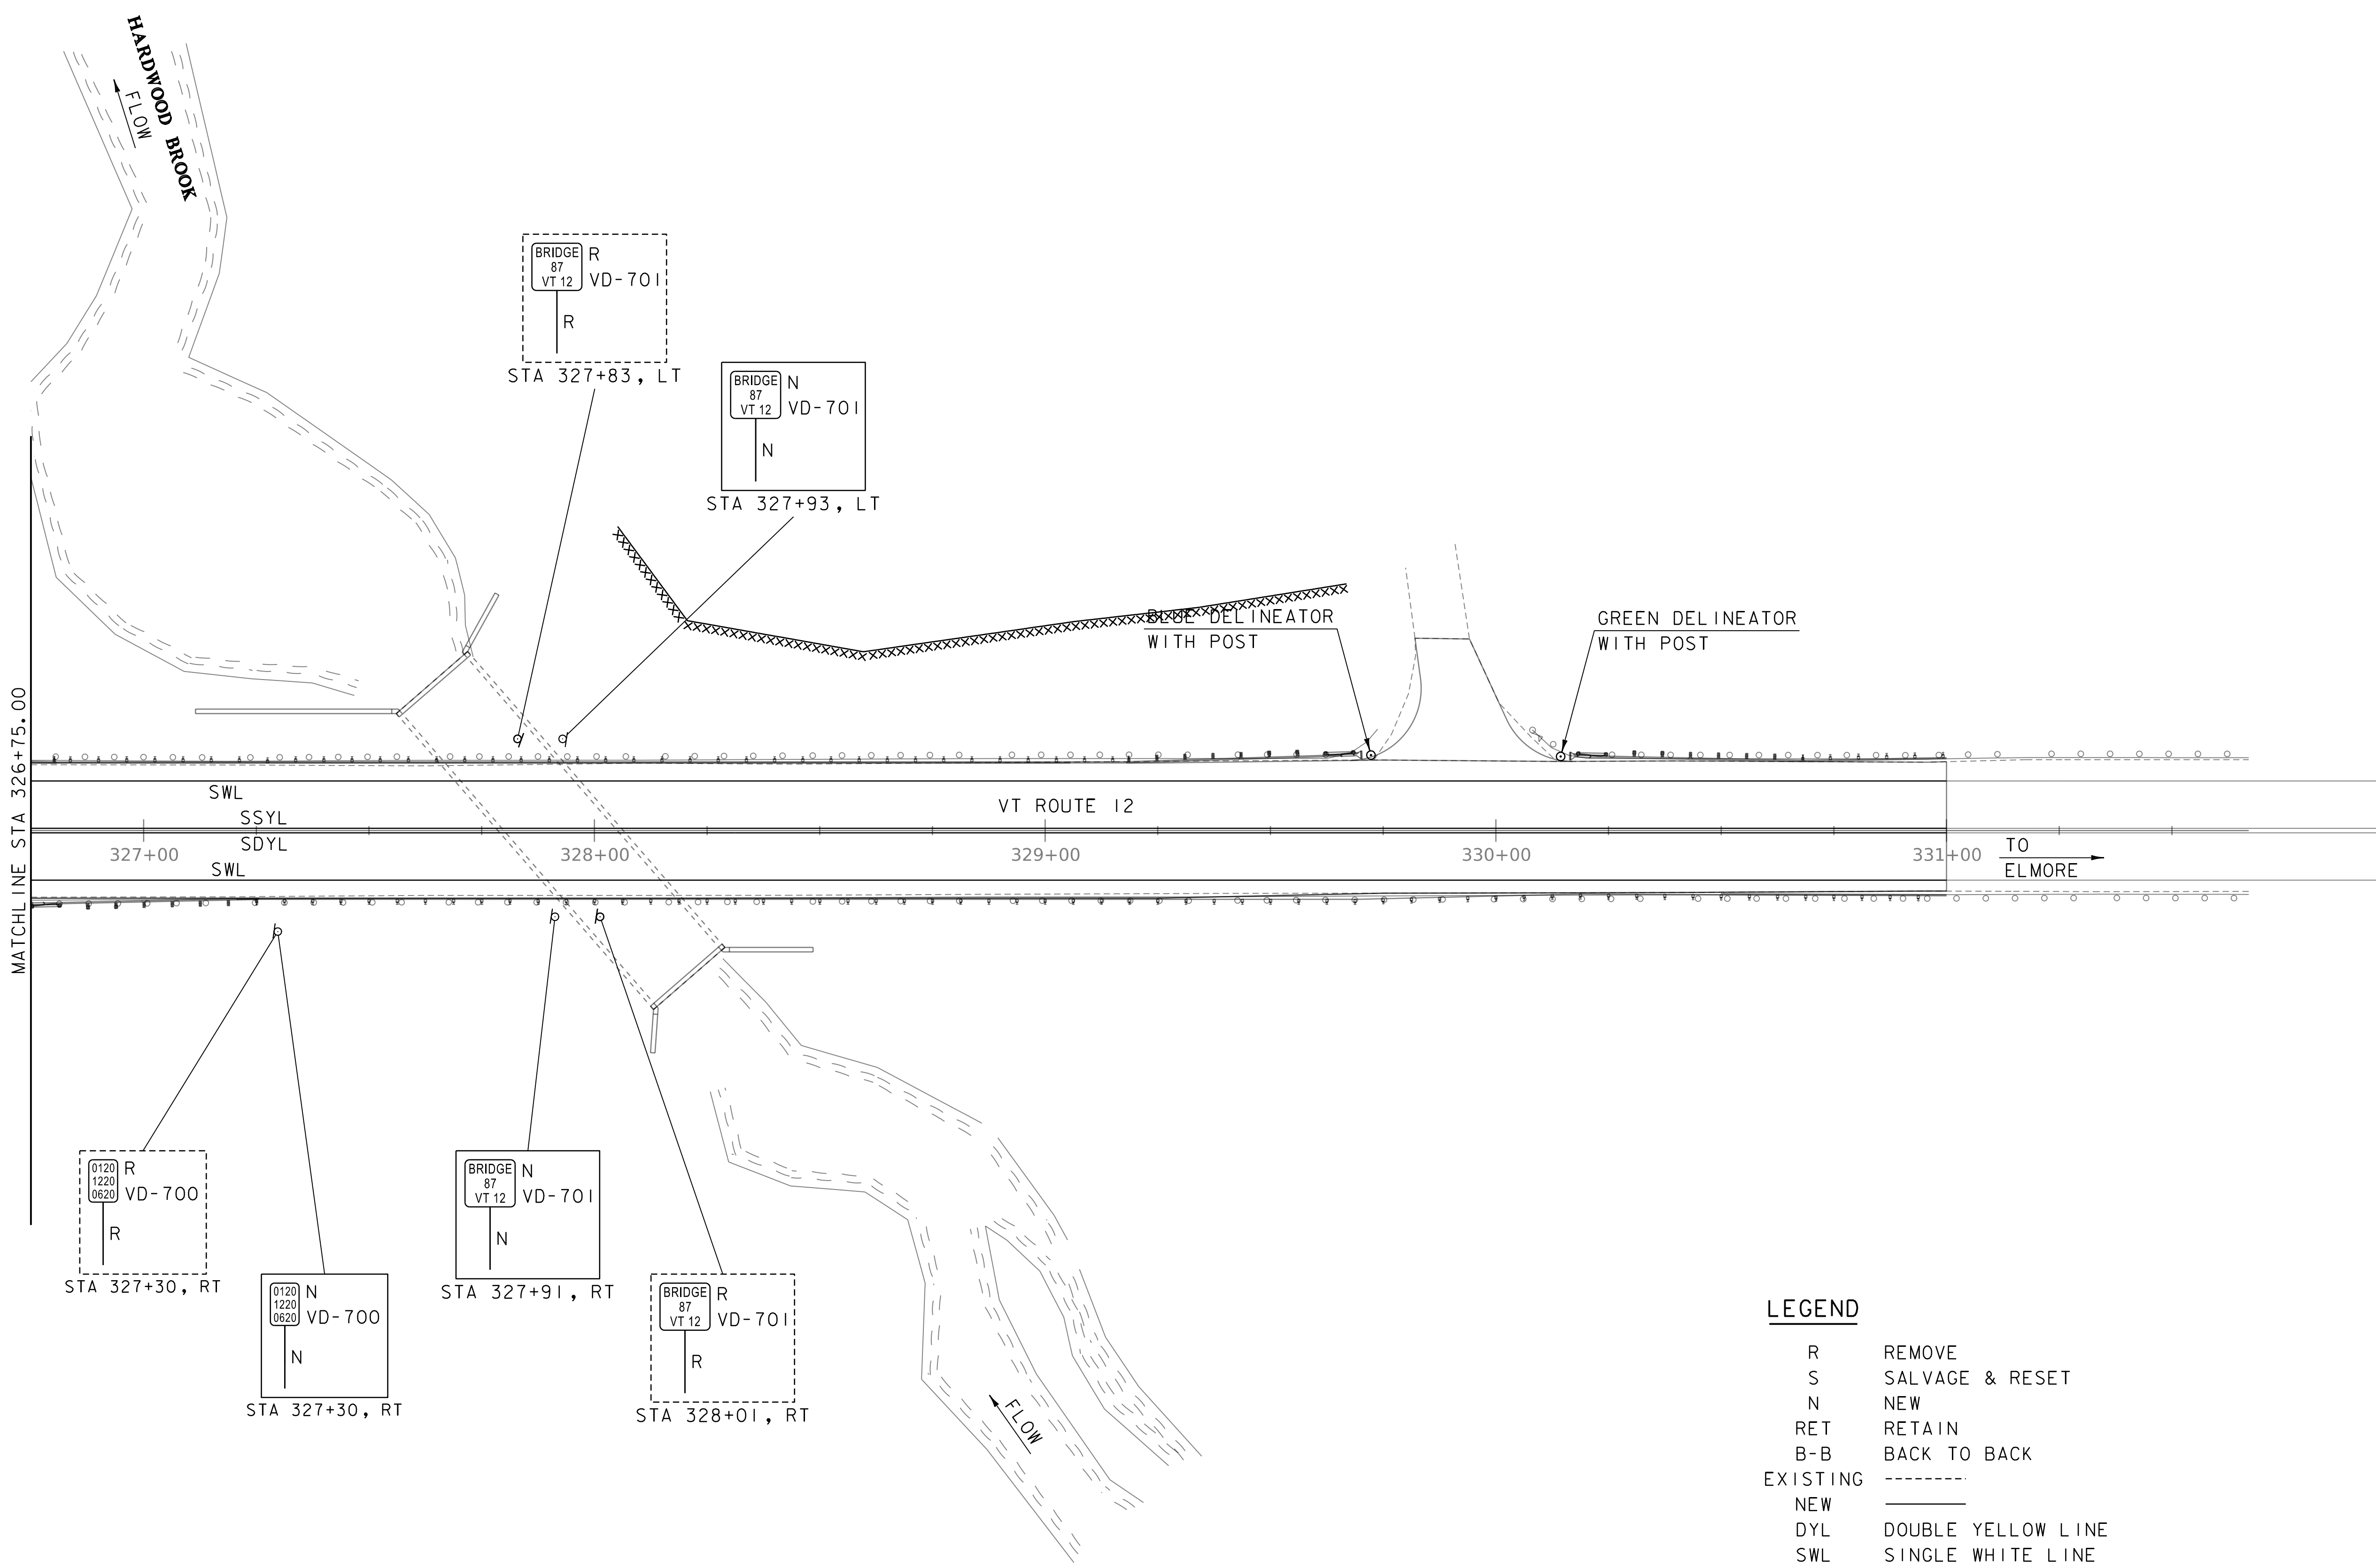 HARDWOOD BROOK
FLOW
BRIDGE
87
VT 12
R
VD-701
R
STA 327+83, LT
BRIDGE
87
VT 12
N
VD-701
N
STA 327+93, LT
BLUE DELINEATOR
WITH POST
GREEN DELINEATOR
WITH POST
MATCHLINE STA 326+75.00
SWL
SSYL
SDYL
SWL
VT ROUTE 12
327+00
328+00
329+00
330+00
331+00
TO
ELMORE
0120
1220
0620
R
VD-700
R
STA 327+30, RT
0120
1220
0620
N
VD-700
N
STA 327+30, RT
BRIDGE
87
VT 12
N
VD-701
N
STA 327+91, RT
BRIDGE
87
VT 12
R
VD-701
R
STA 328+01, RT
FLOW
LEGEND
R REMOVE
S SALVAGE & RESET
N NEW
RET RETAIN
B-B BACK TO BACK
EXISTING
NEW
DYL DOUBLE YELLOW LINE
SWL SINGLE WHITE LINE